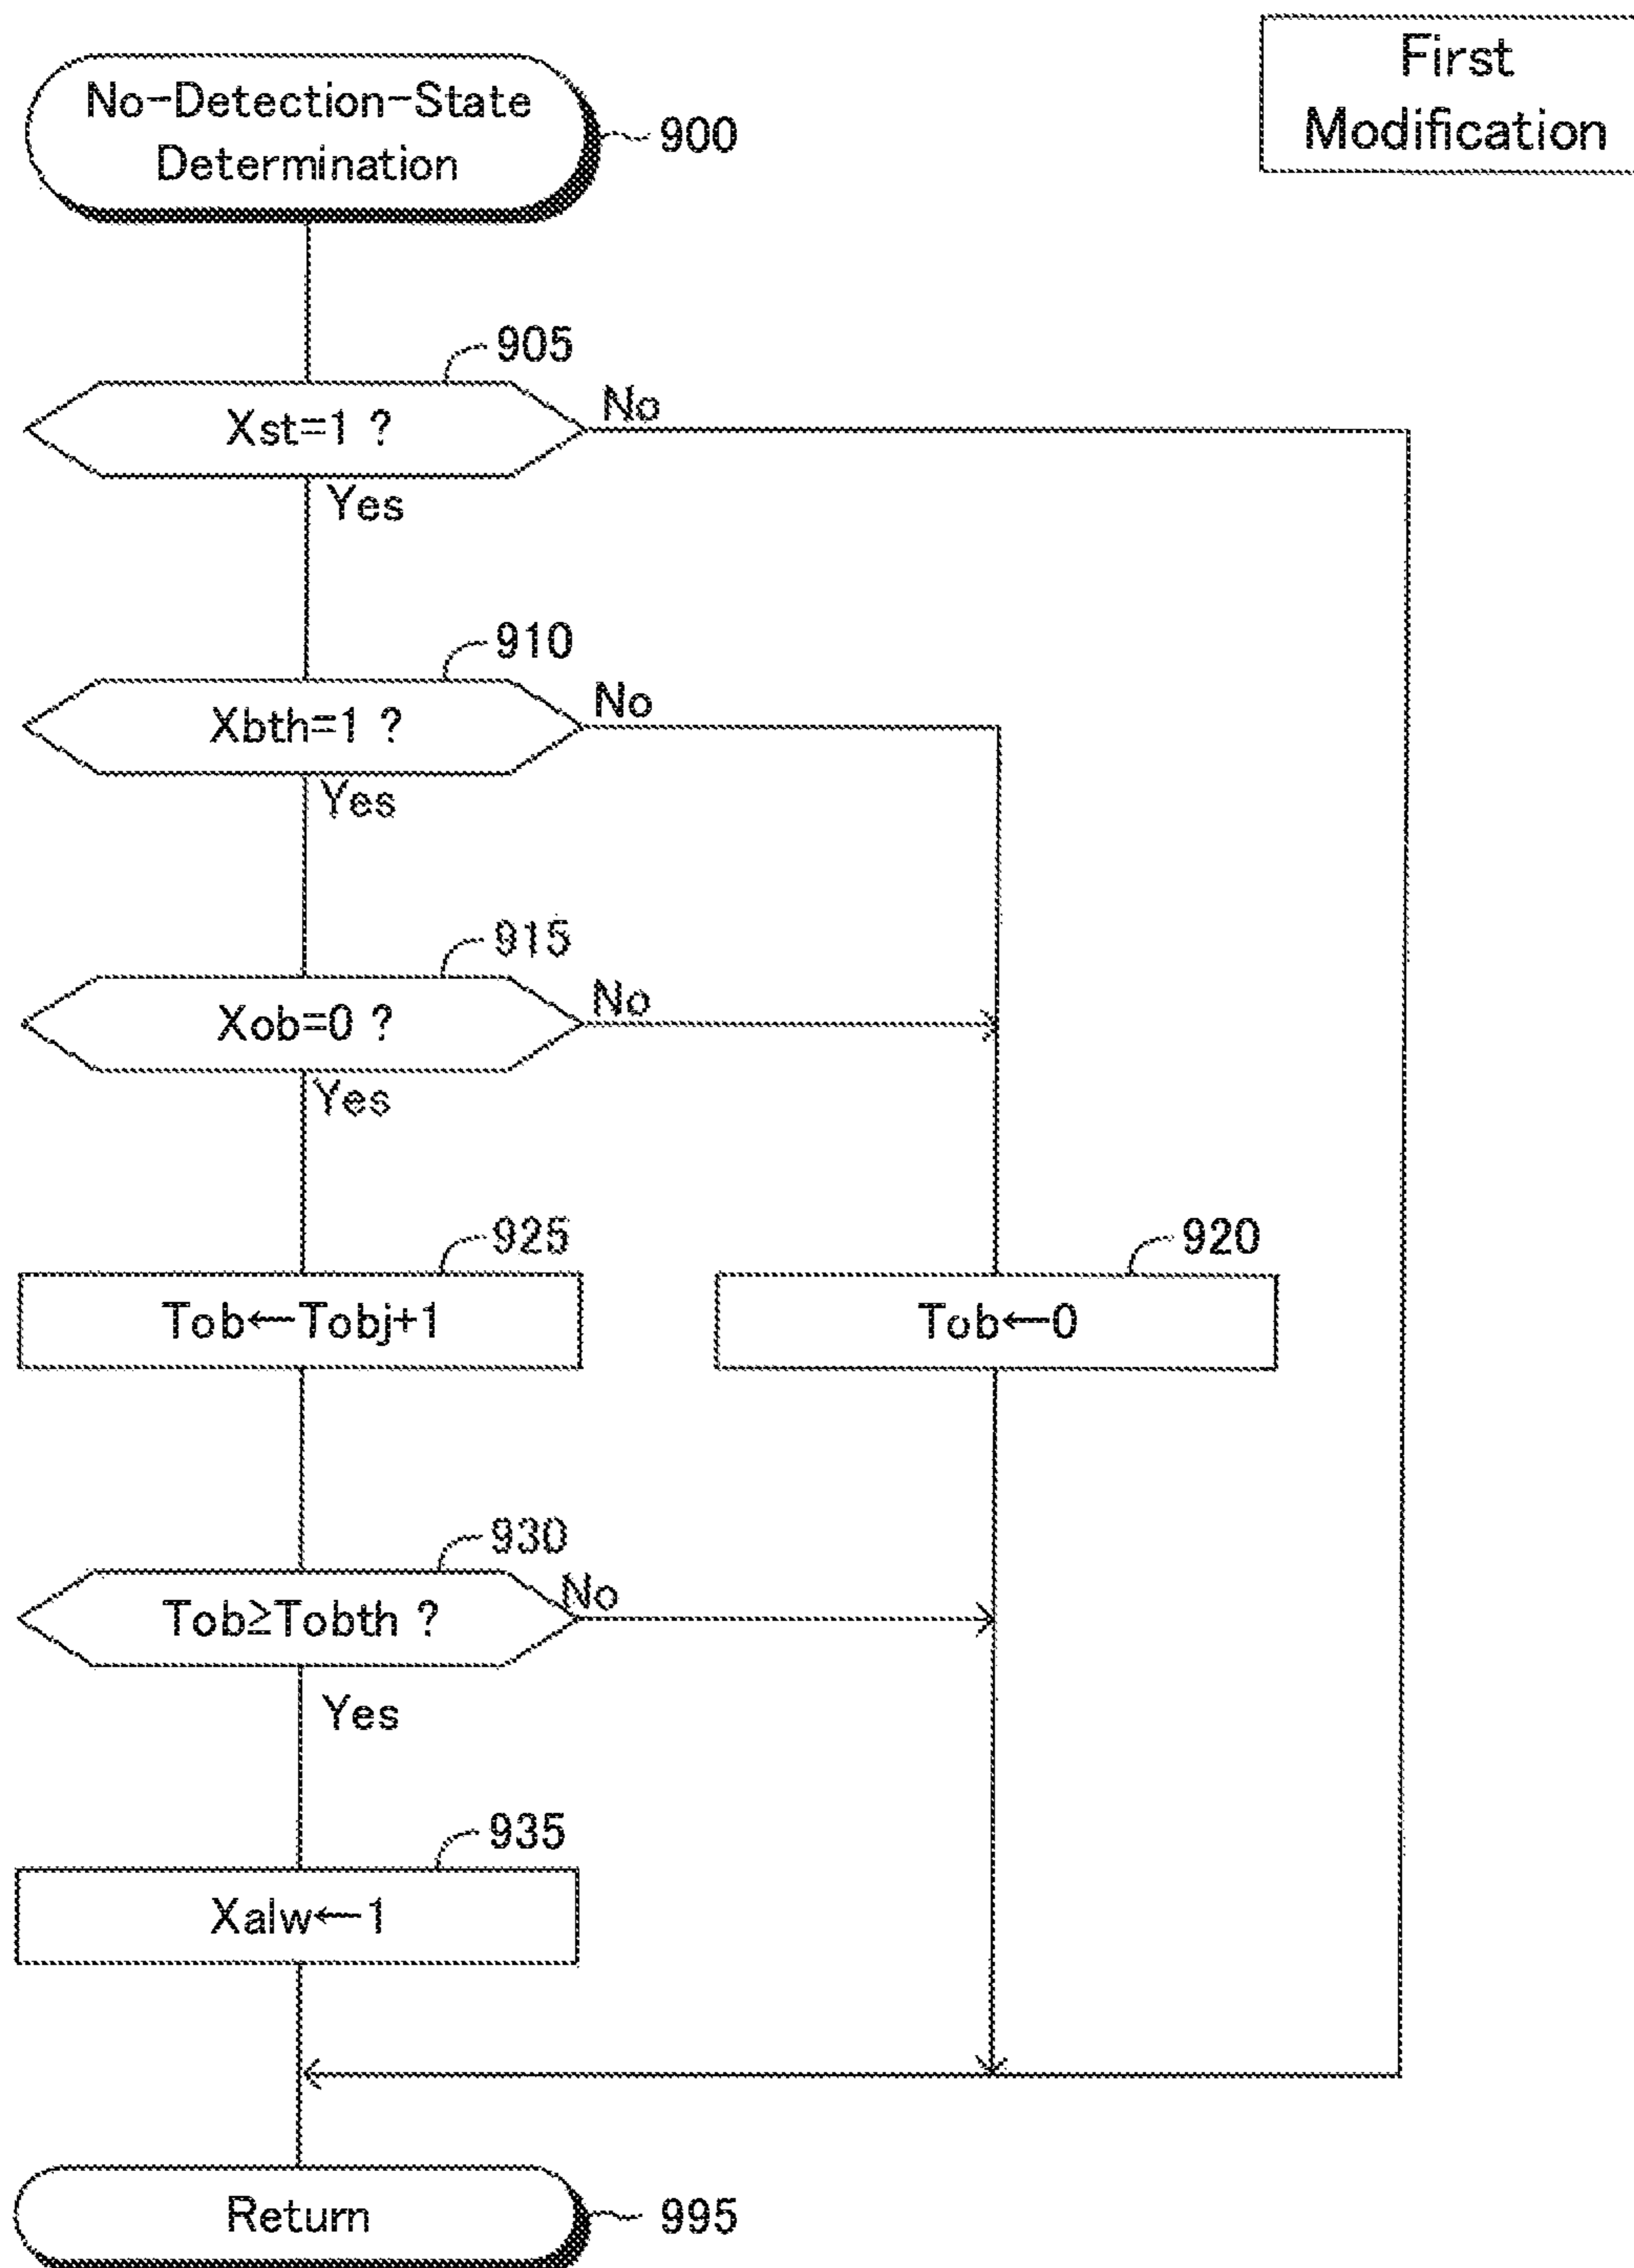 First
Modification
No-Detection-State
Determination
900
905
Xst=1 ?
No
Yes
910
Xbth=1 ?
No
Yes
915
Xob=0 ?
No
Yes
925
Tob←Tobj+1
920
Tob←0
930
Tob≥Tobth ?
No
Yes
935
Xalw←1
Return
995